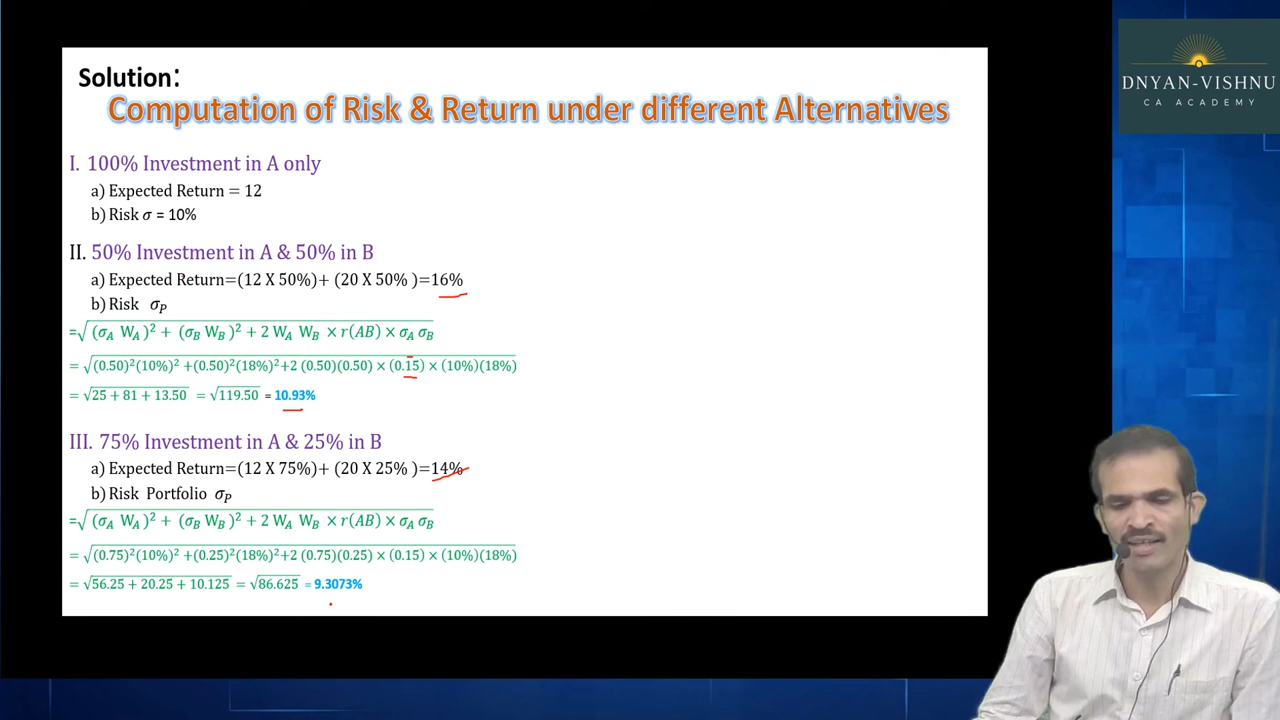 Solution:
Computation of Risk & Return under different Alternatives
I. 100% Investment in A only
a) Expected Return = 12
b) Risk σ = 10%
II. 50% Investment in A & 50% in B
a) Expected Return=(12 X 50%)+ (20 X 50% )=16%
b) Risk σP
=√(σA WA )² + (σB WB )² + 2 WA WB × r(AB) × σA σB
= √(0.50)²(10%)² +(0.50)²(18%)²+2 (0.50)(0.50) × (0.15) × (10%)(18%)
= √25 + 81 + 13.50 = √119.50 = 10.93%
III. 75% Investment in A & 25% in B
a) Expected Return=(12 X 75%)+ (20 X 25% )=14%
b) Risk Portfolio σP
=√(σA WA )² + (σB WB )² + 2 WA WB × r(AB) × σA σB
= √(0.75)²(10%)² +(0.25)²(18%)²+2 (0.75)(0.25) × (0.15) × (10%)(18%)
= √56.25 + 20.25 + 10.125 = √86.625 = 9.3073%
DNYAN-VISHNU
CA ACADEMY